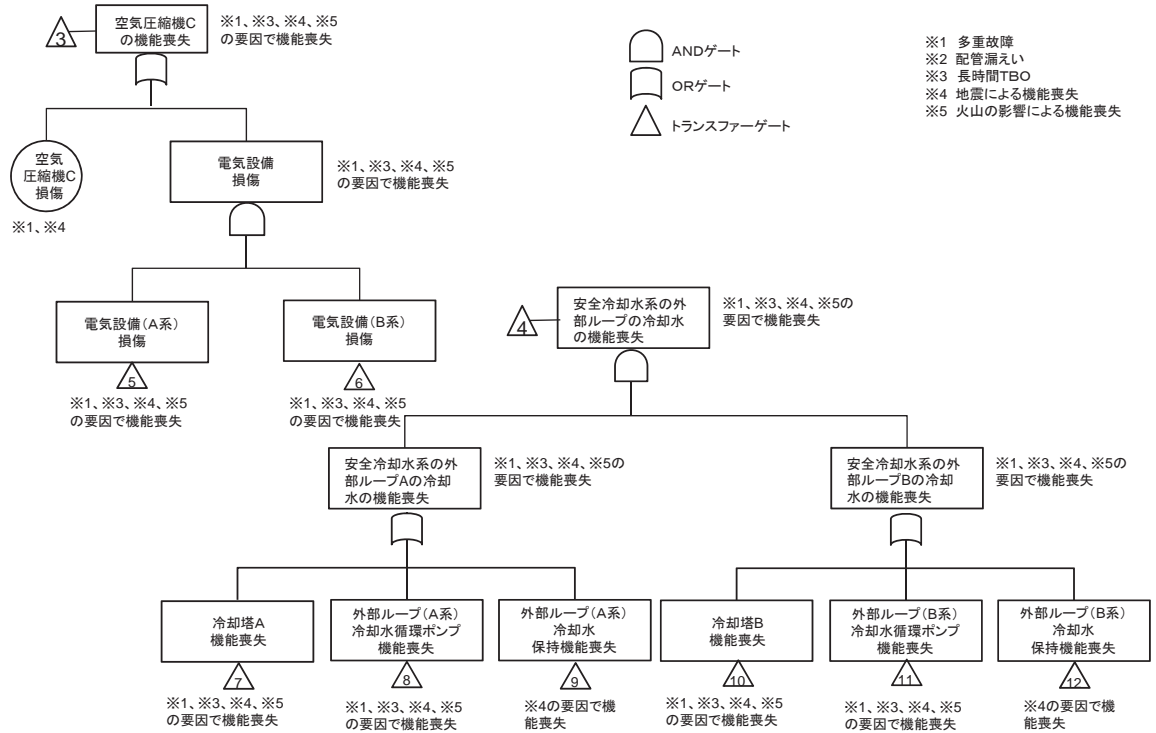 3
空気圧縮機C
の機能喪失
※1、※3、※4、※5
の要因で機能喪失
ANDゲート
ORゲート
トランスファーゲート
※1 多重故障
※2 配管漏えい
※3 長時間TBO
※4 地震による機能喪失
※5 火山の影響による機能喪失
空気
圧縮機C
損傷
※1、※4
電気設備
損傷
※1、※3、※4、※5
の要因で機能喪失
電気設備(A系)
損傷
5
※1、※3、※4、※5
の要因で機能喪失
電気設備(B系)
損傷
6
※1、※3、※4、※5
の要因で機能喪失
4
安全冷却水系の外
部ループの冷却水
の機能喪失
※1、※3、※4、※5の
要因で機能喪失
安全冷却水系の外
部ループAの冷却
水の機能喪失
※1、※3、※4、※5の
要因で機能喪失
安全冷却水系の外
部ループBの冷却
水の機能喪失
※1、※3、※4、※5の
要因で機能喪失
冷却塔A
機能喪失
7
※1、※3、※4、※5
の要因で機能喪失
外部ループ(A系)
冷却水循環ポンプ
機能喪失
8
※1、※3、※4、※5
の要因で機能喪失
外部ループ(A系)
冷却水
保持機能喪失
9
※4の要因で機
能喪失
冷却塔B
機能喪失
10
※1、※3、※4、※5
の要因で機能喪失
外部ループ(B系)
冷却水循環ポンプ
機能喪失
11
※1、※3、※4、※5
の要因で機能喪失
外部ループ(B系)
冷却水
保持機能喪失
12
※4の要因で機
能喪失